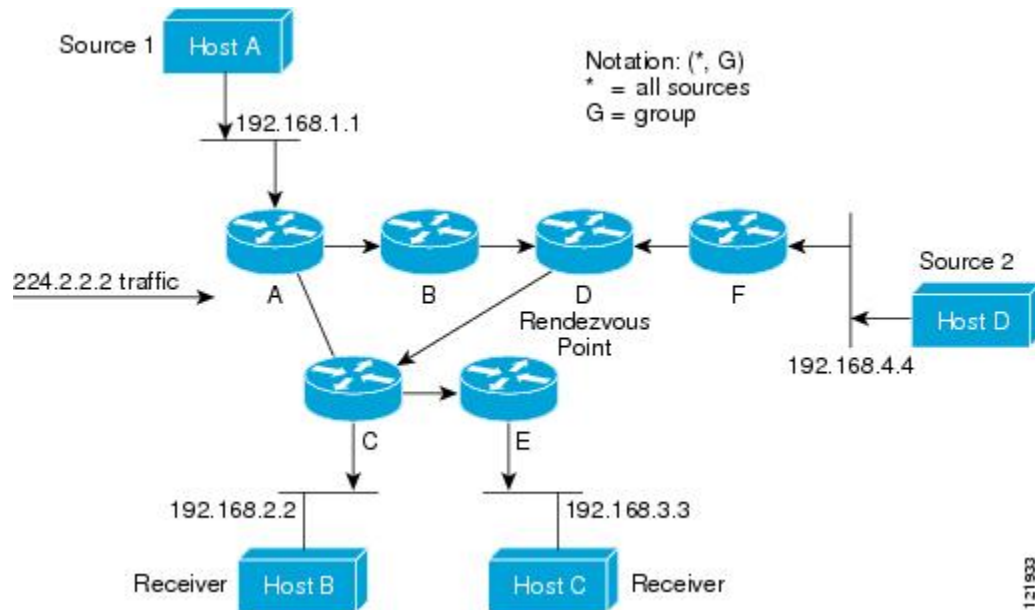 Source 1
Host A
Notation: (*, G)
* = all sources
G = group
192.168.1.1
224.2.2.2 traffic
A
B
D
Rendezvous
Point
F
Source 2
Host D
192.168.4.4
C
E
192.168.2.2
192.168.3.3
Receiver
Host B
Host C
Receiver
121933